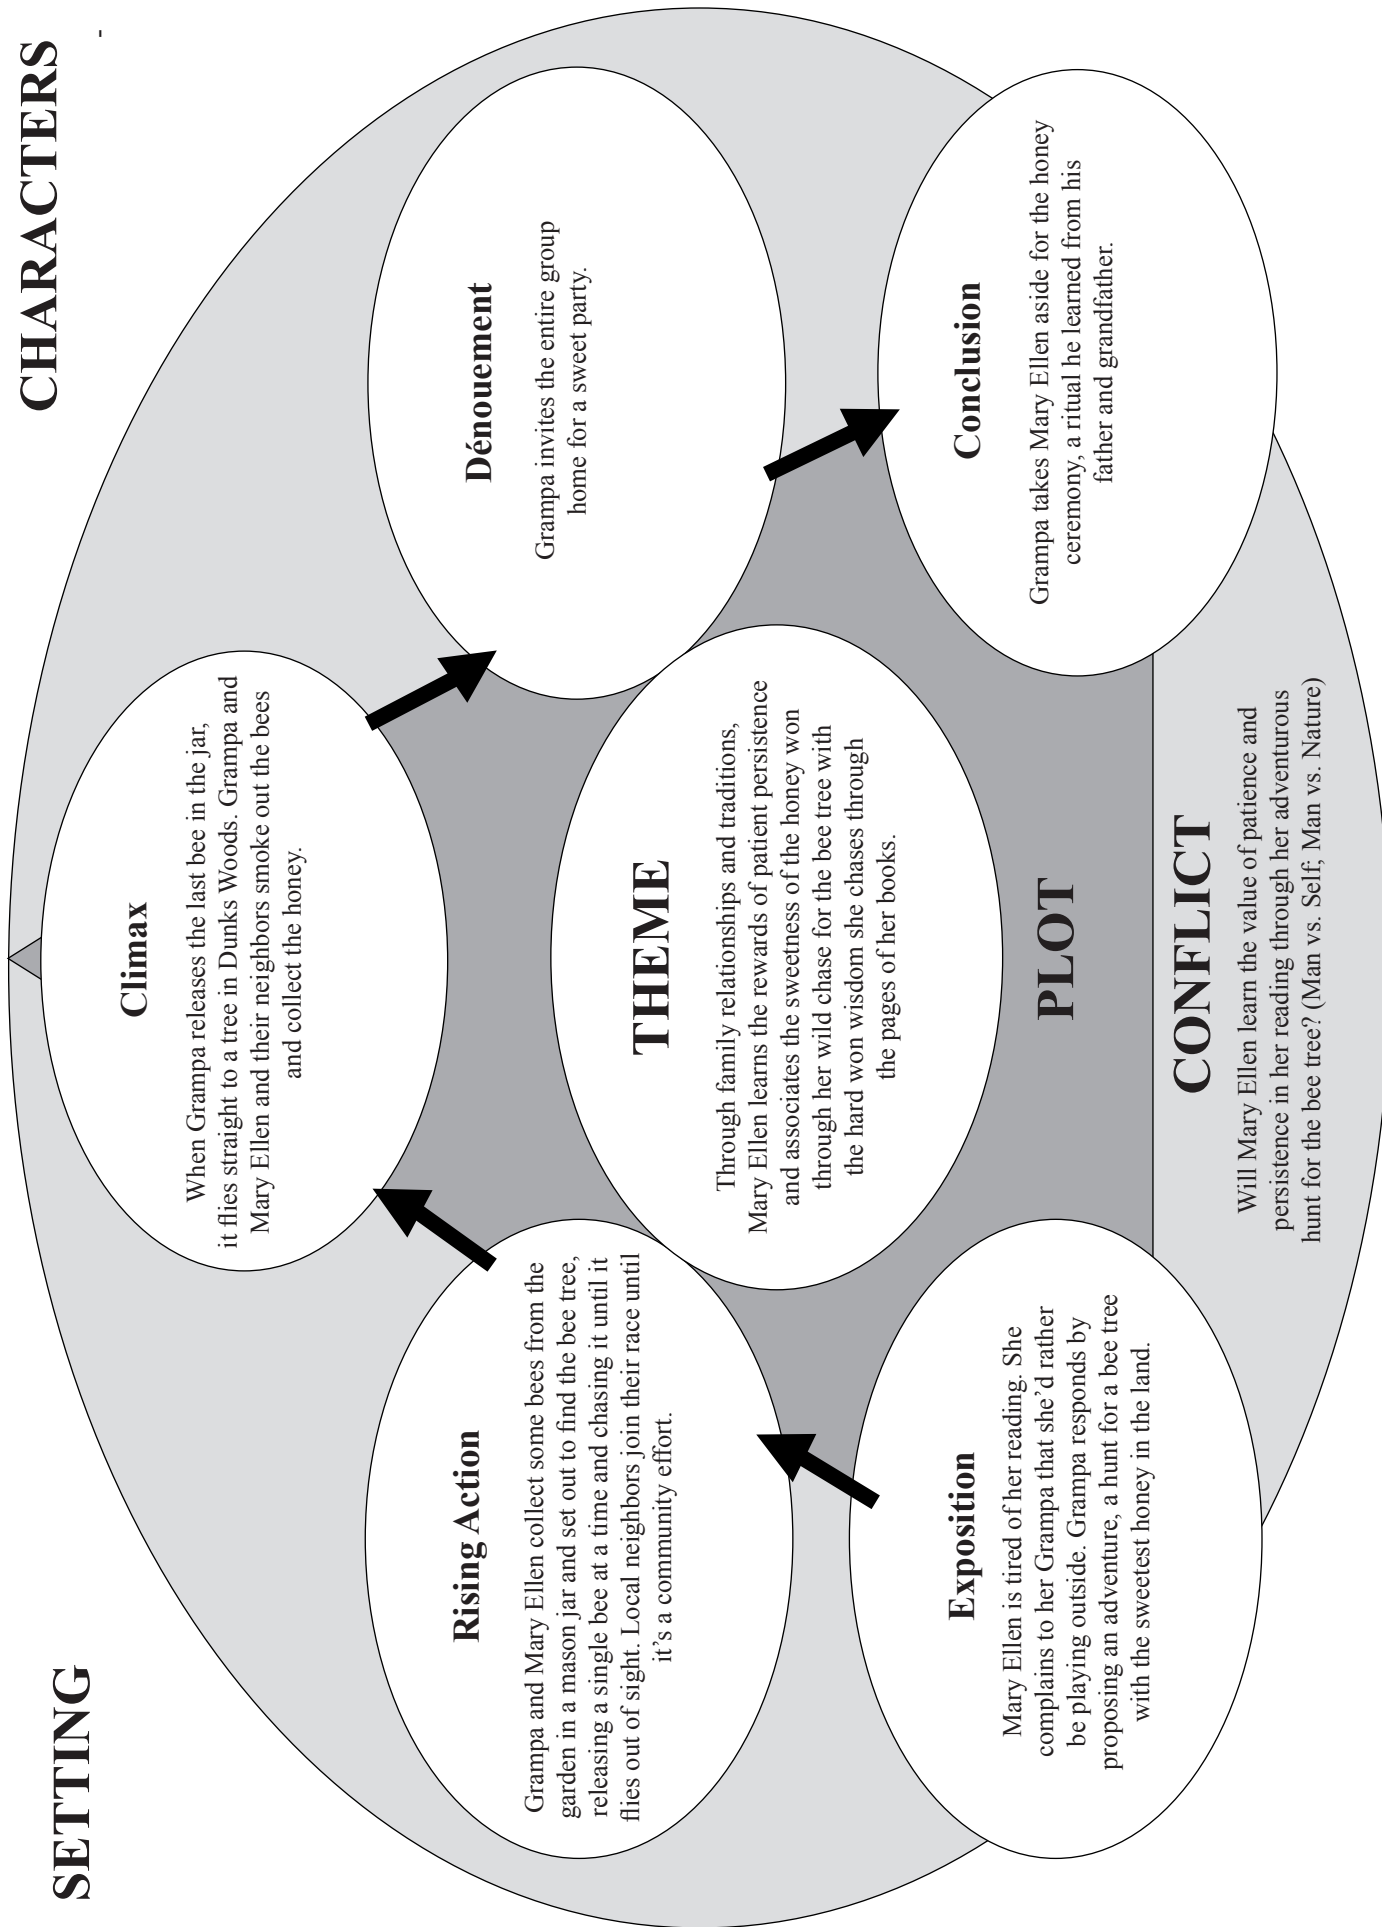 SETTING
CHARACTERS
Climax
When Grampa releases the last bee in the jar,
it flies straight to a tree in Dunks Woods. Grampa and
Mary Ellen and their neighbors smoke out the bees
and collect the honey.
Rising Action
Grampa and Mary Ellen collect some bees from the
garden in a mason jar and set out to find the bee tree,
releasing a single bee at a time and chasing it until it
flies out of sight. Local neighbors join their race until
it's a community effort.
Dénouement
Grampa invites the entire group
home for a sweet party.
THEME
Through family relationships and traditions,
Mary Ellen learns the rewards of patient persistence
and associates the sweetness of the honey won
through her wild chase for the bee tree with
the hard won wisdom she chases through
the pages of her books.
Exposition
Mary Ellen is tired of her reading. She
complains to her Grampa that she'd rather
be playing outside. Grampa responds by
proposing an adventure, a hunt for a bee tree
with the sweetest honey in the land.
Conclusion
Grampa takes Mary Ellen aside for the honey
ceremony, a ritual he learned from his
father and grandfather.
PLOT
CONFLICT
Will Mary Ellen learn the value of patience and
persistence in her reading through her adventurous
hunt for the bee tree? (Man vs. Self, Man vs. Nature)